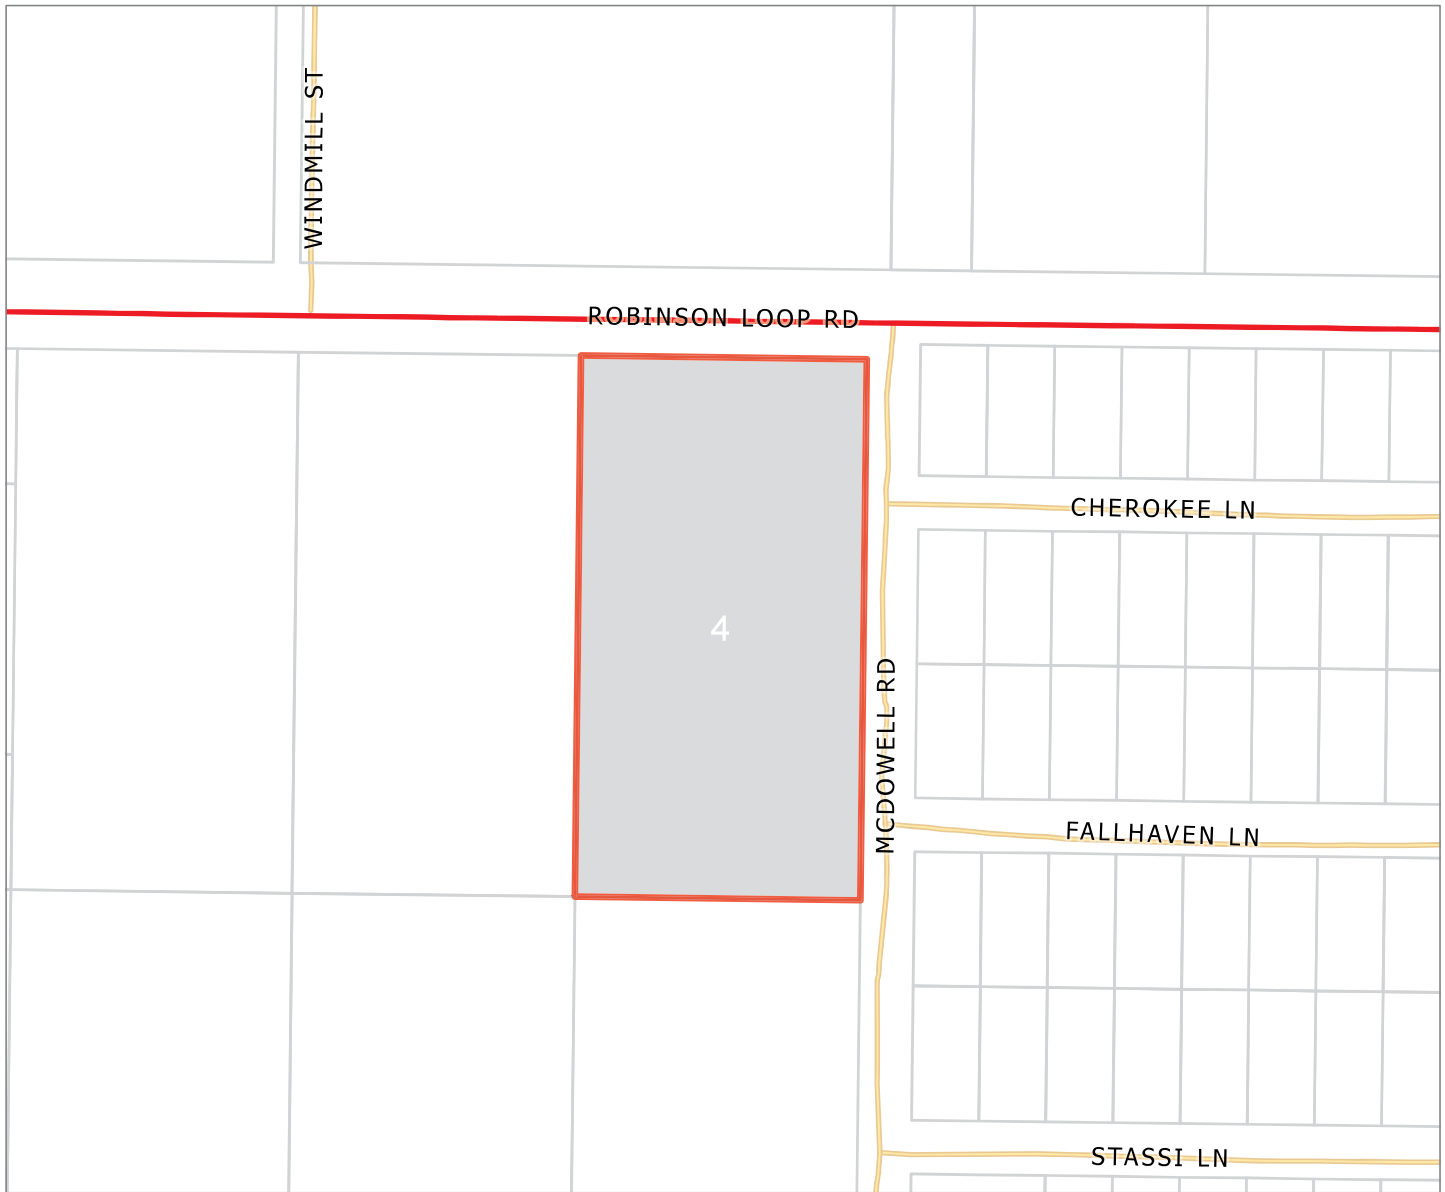 WINDMILL ST
ROBINSON LOOP RD
CHEROKEE LN
4
MCDOWELL RD
FALLHAVEN LN
STASSI LN